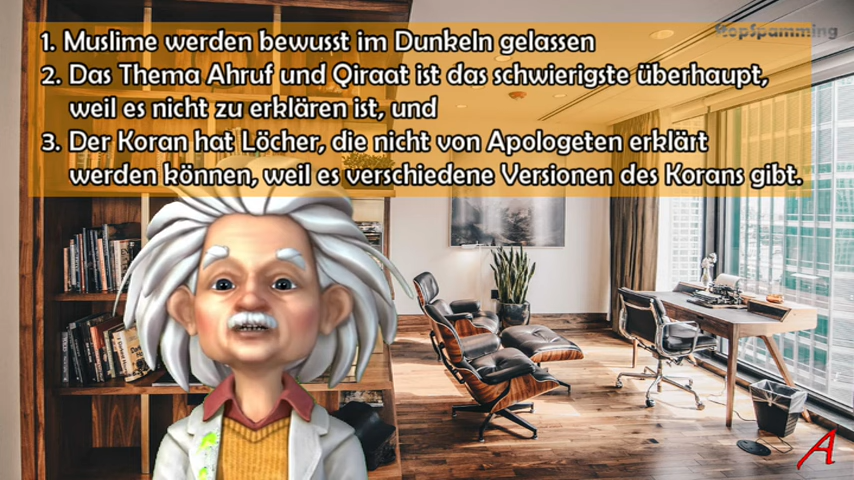 StopSpamming
1. Muslime werden bewusst im Dunkeln gelassen
2. Das Thema Ahruf und Qiraat ist das schwierigste überhaupt,
weil es nicht zu erklären ist, und
3. Der Koran hat Löcher, die nicht von Apologeten erklärt
werden können, weil es verschiedene Versionen des Korans gibt.
A